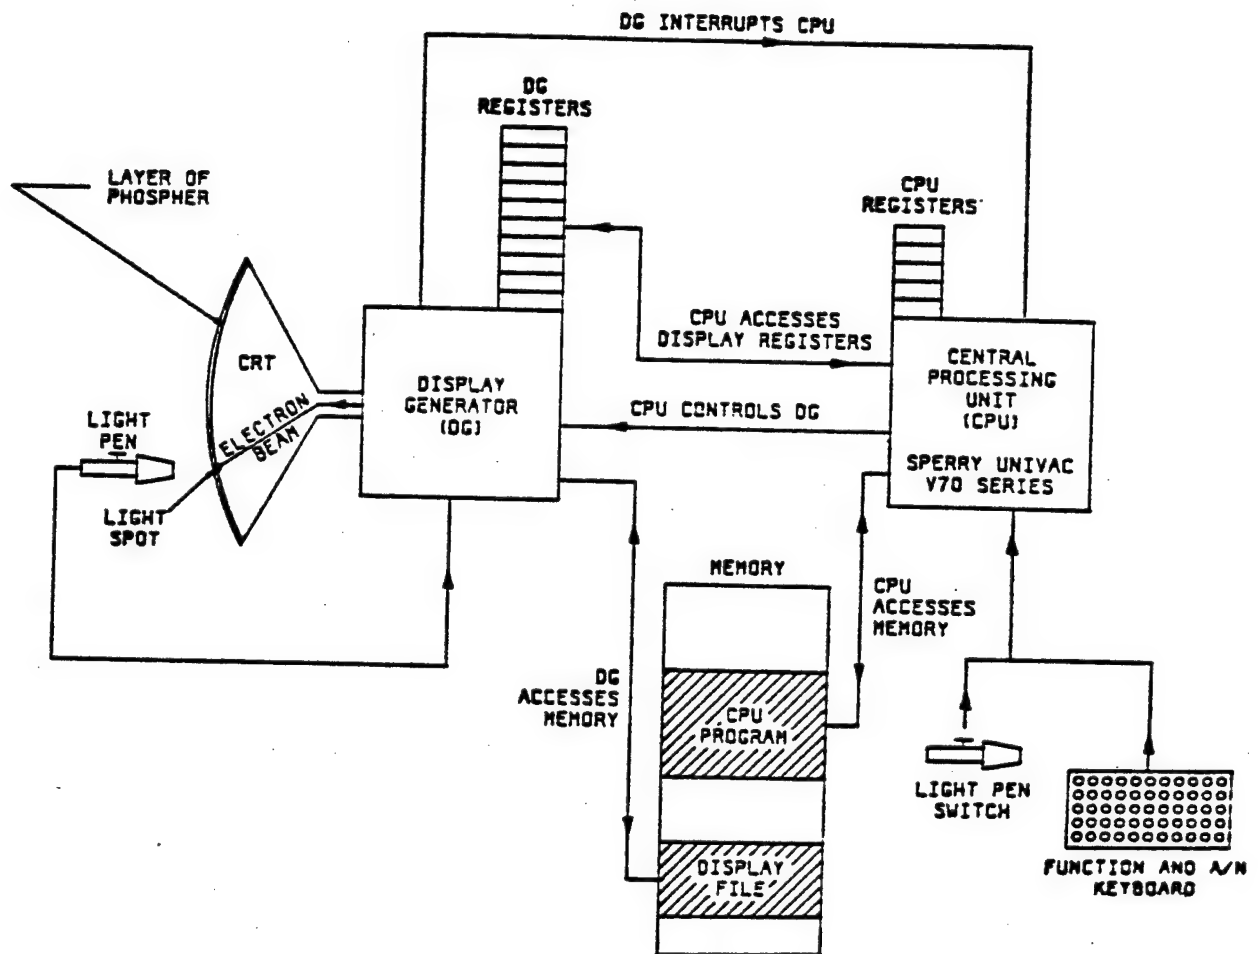 DG INTERRUPTS CPU
DG
REGISTERS
LAYER OF
PHOSPHER
CPU
REGISTERS
CRT
CPU ACCESSES
DISPLAY REGISTERS
DISPLAY
GENERATOR
(DG)
CENTRAL
PROCESSING
UNIT
(CPU)
SPERRY UNIVAC
V70 SERIES
CPU CONTROLS DG
LIGHT
PEN
ELECTRON
BEAM
LIGHT
SPOT
MEMORY
CPU
ACCESSES
MEMORY
DG
ACCESSES
MEMORY
CPU
PROGRAM
LIGHT PEN
SWITCH
DISPLAY
FILE
FUNCTION AND A/N
KEYBOARD